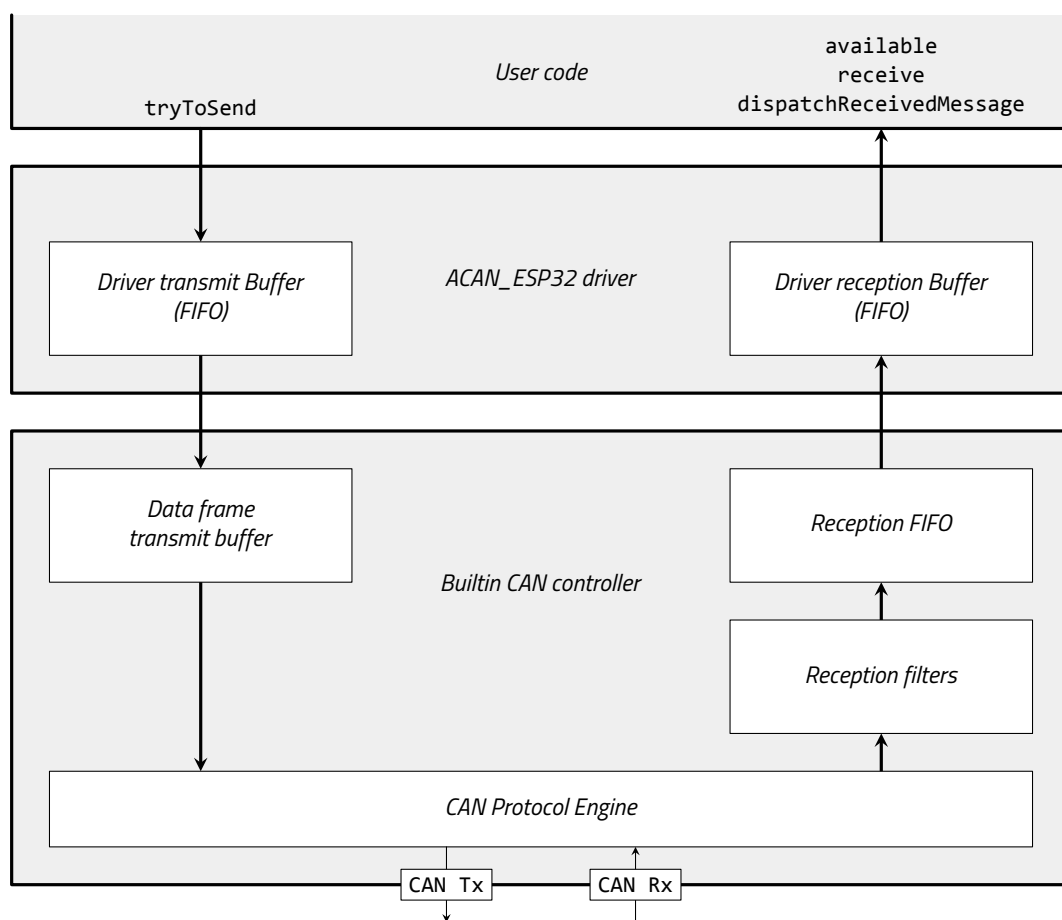 User code
available
receive
dispatchReceivedMessage
tryToSend
Driver transmit Buffer
(FIFO)
ACAN_ESP32 driver
Driver reception Buffer
(FIFO)
Data frame
transmit buffer
Reception FIFO
Builtin CAN controller
Reception filters
CAN Protocol Engine
CAN Tx
CAN Rx